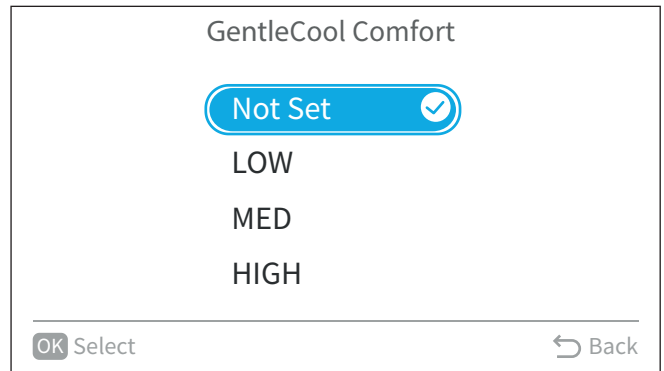 GentleCool Comfort
Not Set
LOW
MED
HIGH
OK Select
Back